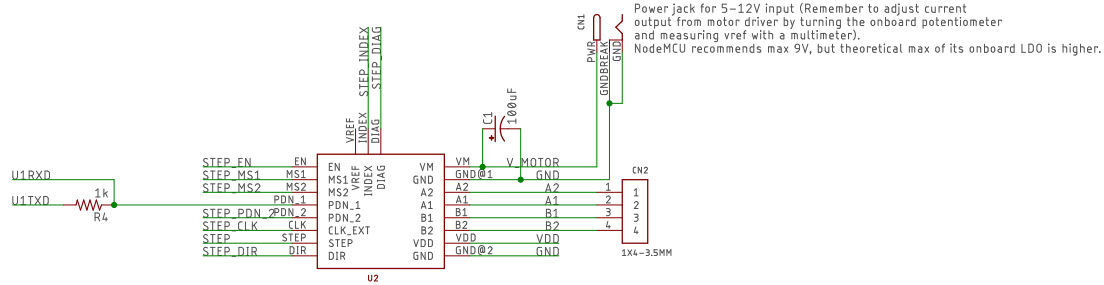 Power jack for 5-12V input (Remember to adjust current
output from motor driver by turning the onboard potentiometer
and measuring vref with a multimeter).
NodeMCU recommends max 9V, but theoretical max of its onboard LDO is higher.
CN1
PWR
GNDBREAK
GND
STEP_INDEX
STEP_DIAG
VREF
INDEX
DIAG
C1
100uF
+
STEP_EN EN EN VREF INDEX DIAG VM VM V_MOTOR
STEP_MS1 MS1 MS1 GND GND@1 GND
STEP_MS2 MS2 MS2 A2 A2 A2 1 1
U1RXD
U1TXD 1k R4 PDN_1 PDN_1 A1 A1 A1 2 2
STEP_PDN_2 PDN_2 PDN_2 B1 B1 B1 3 3
STEP_CLK CLK CLK_EXT B2 B2 B2 4 4
STEP STEP STEP VDD VDD VDD
STEP_DIR DIR DIR GND GND@2 GND
CN2
1X4-3.5MM
U2